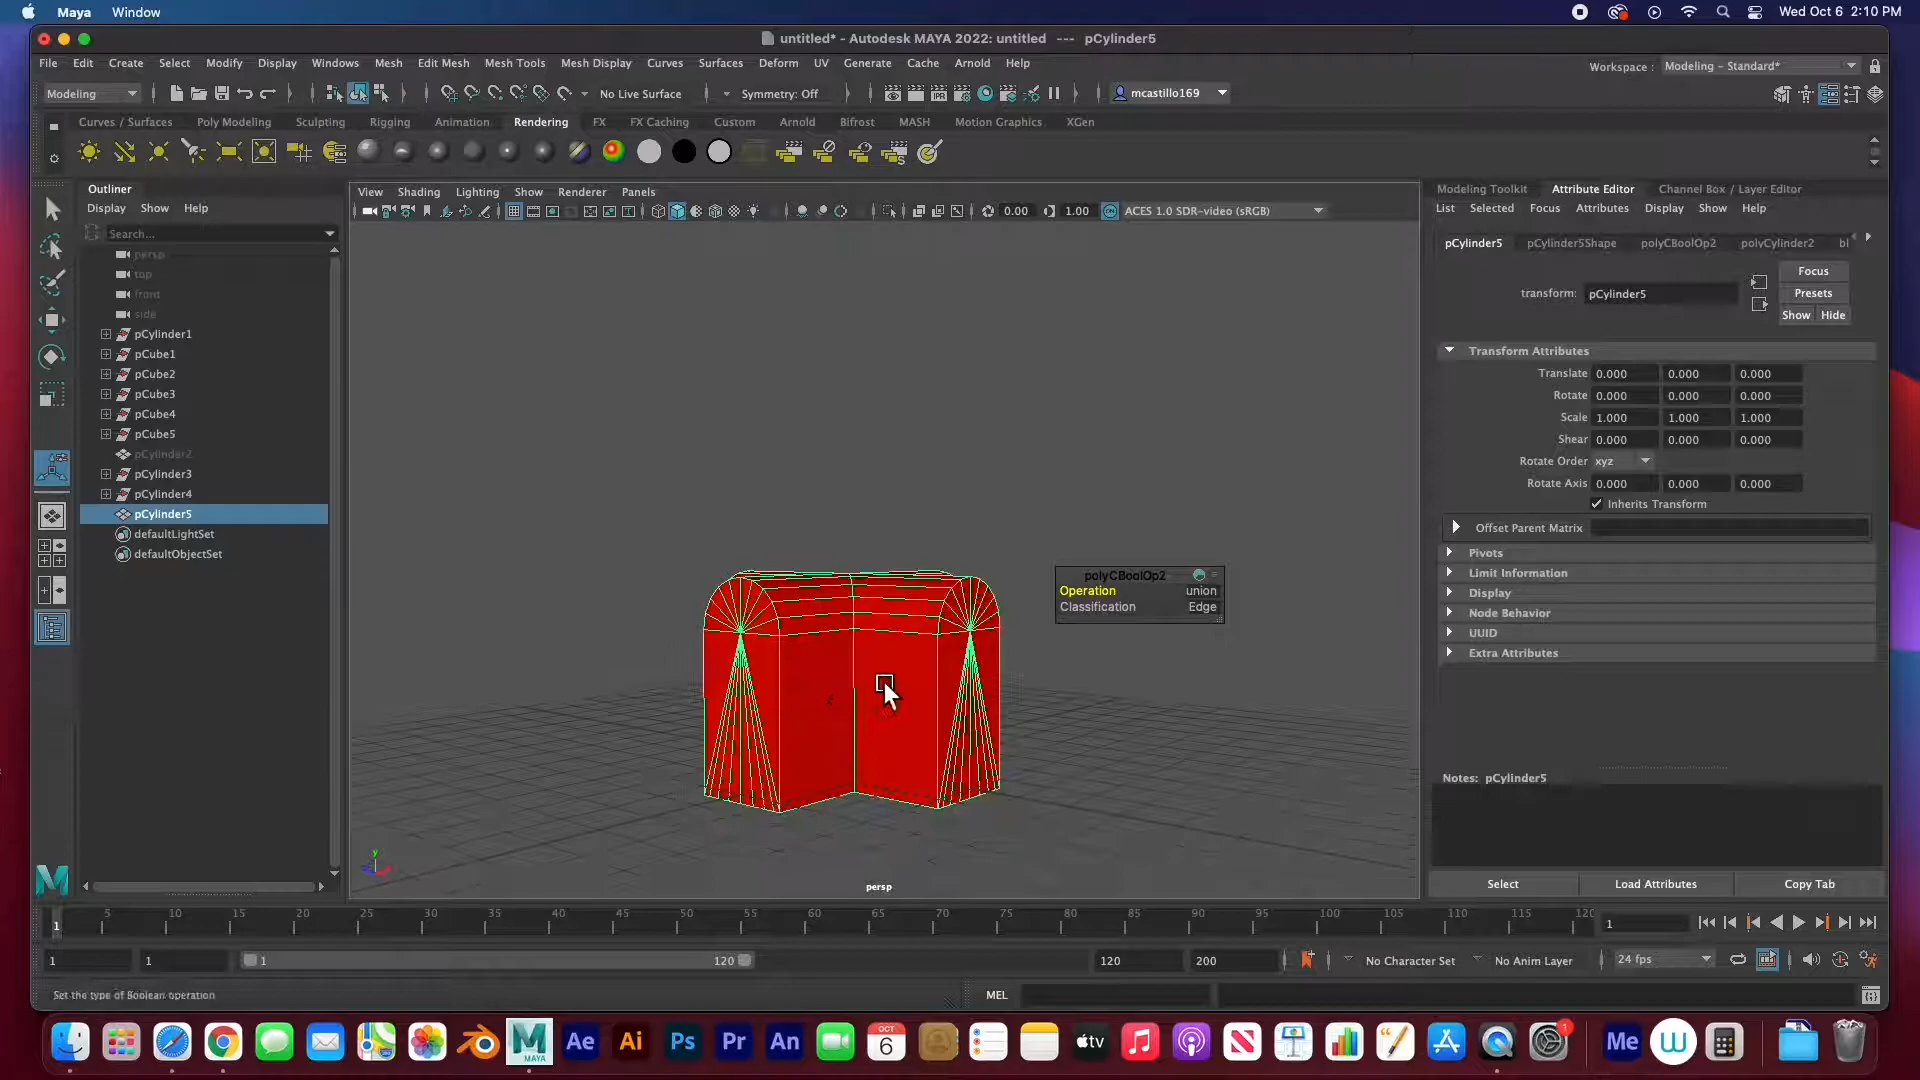 Maya Window
Wed Oct 6 2:10 PM
untitled* - Autodesk MAYA 2022: untitled --- pCylinder5
File Edit Create Select Modify Display Windows Mesh Edit Mesh Mesh Tools Mesh Display Curves Surfaces Deform UV Generate Cache Arnold Help
Workspace : Modeling - Standard*
Modeling
No Live Surface
Symmetry: Off
mcastillo169
Curves / Surfaces Poly Modeling Sculpting Rigging Animation Rendering FX FX Caching Custom Arnold Bifrost MASH Motion Graphics XGen
Outliner
Display Show Help
Search...
persp
top
front
side
pCylinder1
pCube1
pCube2
pCube3
pCube4
pCube5
pCylinder2
pCylinder3
pCylinder4
pCylinder5
defaultLightSet
defaultObjectSet
View Shading Lighting Show Renderer Panels
0.00 1.00 ACES 1.0 SDR-video (sRGB)
polyCBoolOp2
Operation union
Classification Edge
persp
Modeling Toolkit Attribute Editor Channel Box / Layer Editor
List Selected Focus Attributes Display Show Help
pCylinder5 pCylinder5Shape polyCBoolOp2 polyCylinder2 bl
Focus
transform: pCylinder5
Presets
Show Hide
Transform Attributes
Translate 0.000 0.000 0.000
Rotate 0.000 0.000 0.000
Scale 1.000 1.000 1.000
Shear 0.000 0.000 0.000
Rotate Order xyz
Rotate Axis 0.000 0.000 0.000
Inherits Transform
Offset Parent Matrix
Pivots
Limit Information
Display
Node Behavior
UUID
Extra Attributes
Notes: pCylinder5
Select Load Attributes Copy Tab
1 5 10 15 20 25 30 35 40 45 50 55 60 65 70 75 80 85 90 95 100 105 110 115 120
1
1 1 1 120 120 200
No Character Set No Anim Layer 24 fps
Set the type of Boolean operation
MEL
MAYA Ae Ai Ps Pr An OCT 6 tv 1 Me W